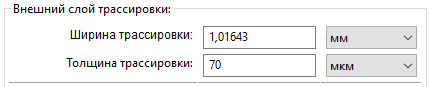 Внешний слой трассировки:
Ширина трассировки: 1,01643 мм
Толщина трассировки: 70 мкм